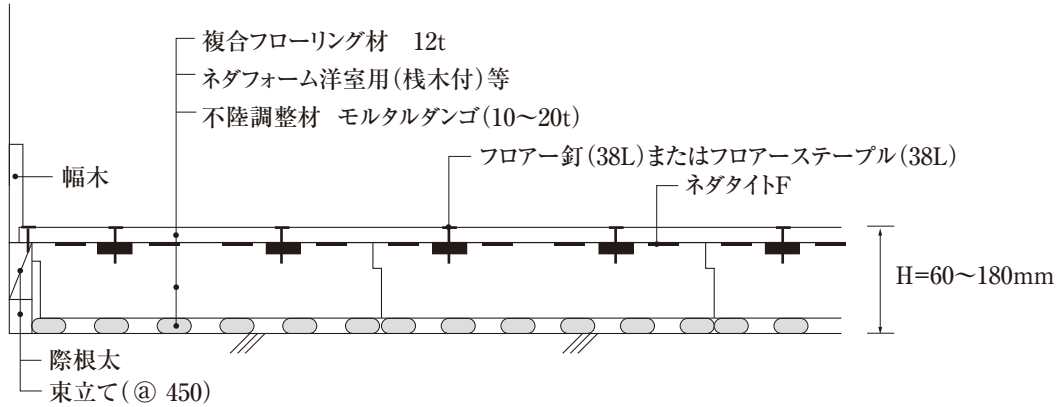 複合フローリング材　12t
ネダフォーム洋室用(桟木付)等
不陸調整材　モルタルダンゴ(10〜20t)
フロアー釘(38L)またはフロアーステープル(38L)
ネダタイトF
幅木
H=60〜180mm
際根太
束立て(ⓐ 450)